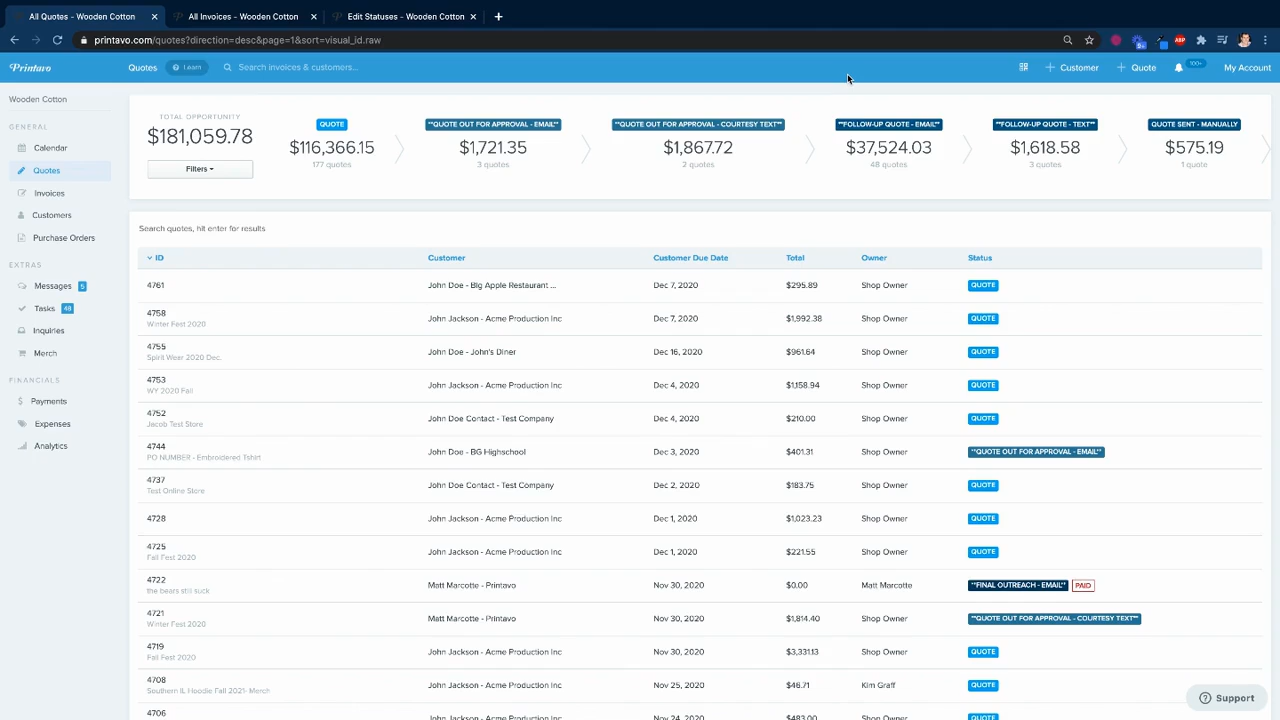 All Quotes - Wooden Cotton
All Invoices - Wooden Cotton
Edit Statuses - Wooden Cotton
printavo.com/quotes?direction=desc&page=1&sort=visual_id.raw
ABP
Printavo
Quotes
Learn
Search invoices & customers...
Customer
Quote
100+
My Account
Wooden Cotton
GENERAL
Calendar
Quotes
Invoices
Customers
Purchase Orders
EXTRAS
Messages 5
Tasks 48
Inquiries
Merch
FINANCIALS
Payments
Expenses
Analytics
TOTAL OPPORTUNITY
$181,059.78
Filters
QUOTE
$116,366.15
177 quotes
**QUOTE OUT FOR APPROVAL - EMAIL**
$1,721.35
3 quotes
**QUOTE OUT FOR APPROVAL - COURTESY TEXT**
$1,867.72
2 quotes
**FOLLOW-UP QUOTE - EMAIL**
$37,524.03
48 quotes
**FOLLOW-UP QUOTE - TEXT**
$1,618.58
3 quotes
QUOTE SENT - MANUALLY
$575.19
1 quote
Search quotes, hit enter for results
ID Customer Customer Due Date Total Owner Status
4761 John Doe - Big Apple Restaurant ... Dec 7, 2020 $295.89 Shop Owner QUOTE
4758 John Jackson - Acme Production Inc Dec 7, 2020 $1,992.38 Shop Owner QUOTE
Winter Fest 2020
4755 John Doe - John's Diner Dec 16, 2020 $961.64 Shop Owner QUOTE
Spirit Wear 2020 Dec.
4753 John Jackson - Acme Production Inc Dec 4, 2020 $1,158.94 Shop Owner QUOTE
WY 2020 Fall
4752 John Doe Contact - Test Company Dec 4, 2020 $210.00 Shop Owner QUOTE
Jacob Test Store
4744 John Doe - BG Highschool Dec 3, 2020 $401.31 Shop Owner **QUOTE OUT FOR APPROVAL - EMAIL**
PO NUMBER - Embroidered Tshirt
4737 John Doe Contact - Test Company Dec 2, 2020 $183.75 Shop Owner QUOTE
Test Online Store
4728 John Jackson - Acme Production Inc Dec 1, 2020 $1,023.23 Shop Owner QUOTE
4725 John Jackson - Acme Production Inc Dec 1, 2020 $221.55 Shop Owner QUOTE
Fall Fest 2020
4722 Matt Marcotte - Printavo Nov 30, 2020 $0.00 Matt Marcotte **FINAL OUTREACH - EMAIL** PAID
the bears still suck
4721 Matt Marcotte - Printavo Nov 30, 2020 $1,814.40 Shop Owner **QUOTE OUT FOR APPROVAL - COURTESY TEXT**
Winter Fest 2020
4719 John Jackson - Acme Production Inc Nov 30, 2020 $3,331.13 Shop Owner QUOTE
Fall Fest 2020
4708 John Jackson - Acme Production Inc Nov 25, 2020 $46.71 Kim Graff QUOTE
Southern IL Hoodie Fall 2021- Merch
4706 John Jackson - Acme Production Inc Nov 24, 2020 $483.00 Shop Owner QUOTE
Support